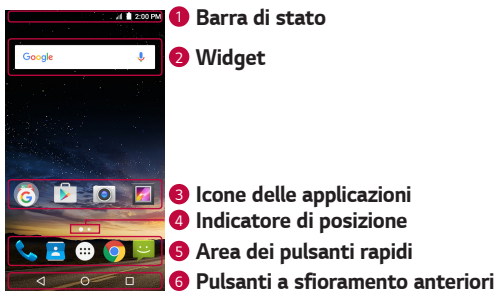 2:00 PM
1 Barra di stato
Google
2 Widget
G
3 Icone delle applicazioni
4 Indicatore di posizione
5 Area dei pulsanti rapidi
6 Pulsanti a sfioramento anteriori